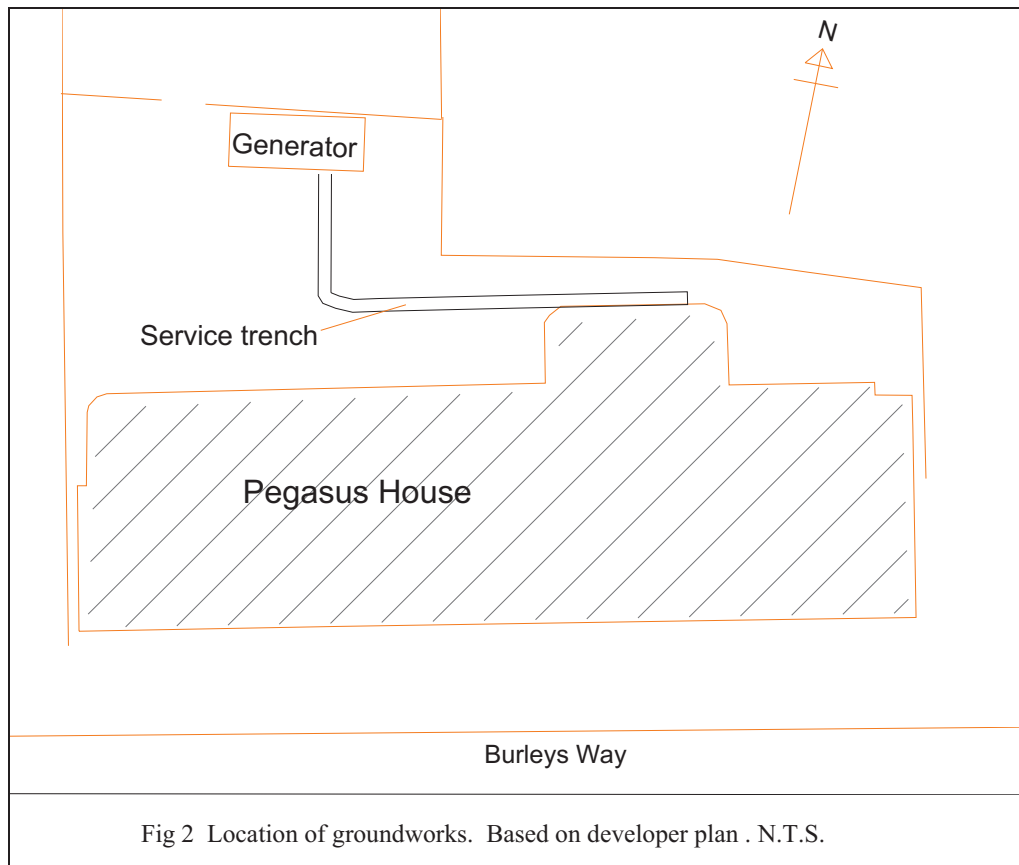 N
Generator
Service trench
Pegasus House
Burleys Way
Fig 2 Location of groundworks. Based on developer plan . N.T.S.